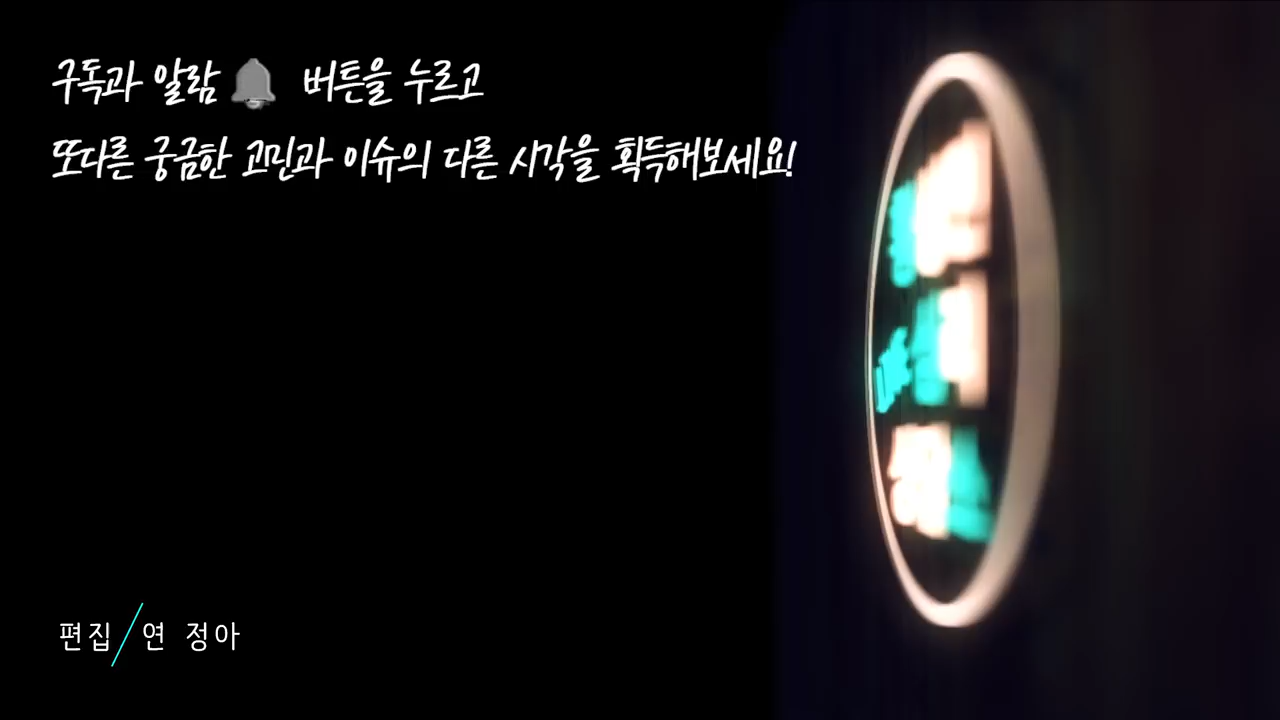 구독과 알람 버튼을 누르고
또다른 궁금한 고민과 이슈의 다른 시각을 획득해보세요!
편집/연 정아